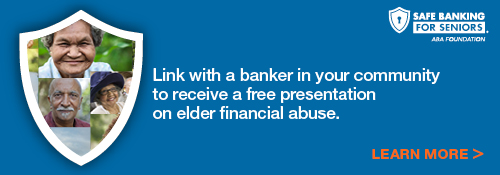 SAFE BANKING
FOR SENIORS
ABA FOUNDATION
Link with a banker in your community
to receive a free presentation
on elder financial abuse.
LEARN MORE >